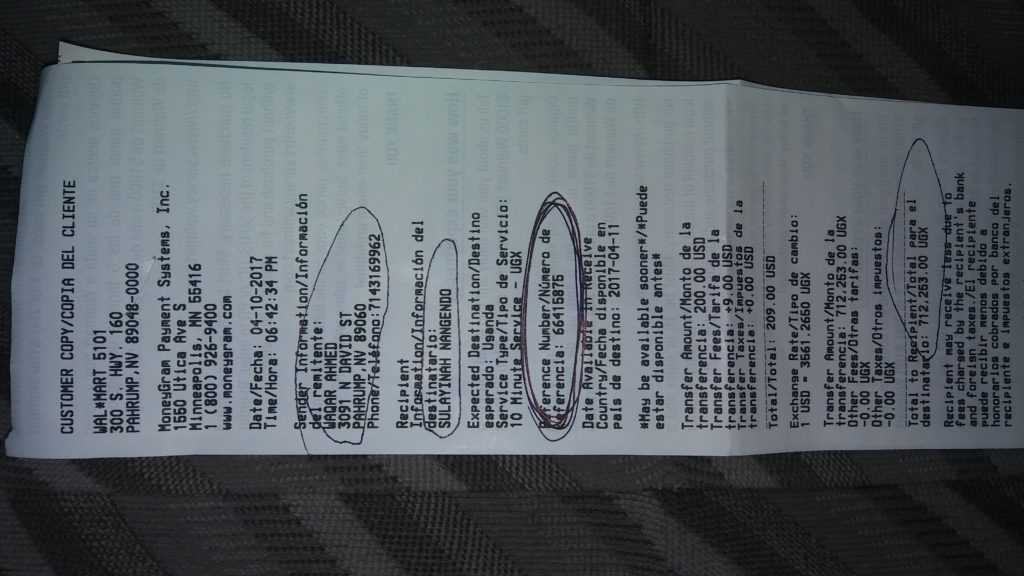 CUSTOMER COPY/COPIA DEL CLIENTE
WALMART 5101
300 S. HWY. 160
PAHRUMP, NV 89048-0000
MoneyGram Payment Systems, Inc.
1550 Utica Ave S
Minneapolis, MN 55416
1 (800) 926-9400
www.moneygram.com
Date/Fecha: 04-10-2017
Time/Hora: 06:42:34 PM
Sender Information/Información
del remitente:
WAQAR AHMED
3091 N DAVID ST
PAHRUMP, NV 89060
Phone/Teléfono:7143169962
Recipient
Information/Información del
destinatario:
SULAYINAH NANGENDO
Expected Destination/Destino
esperado: Uganda
Service Type/Tipo de Servicio:
10 Minute Service - UGX
Reference Number/Número de
Referencia: 66415875
Date Available in Receive
Country/Fecha disponible en
país de destino: 2017-04-11
*May be available sooner*/*Puede
estar disponible antes*
Transfer Amount/Monto de la
transferencia: 200.00 USD
Transfer Fees/Tarifa de la
transferencia: +9.00 USD
Transfer Taxes/Impuestos de la
transferencia: +0.00 USD
Total/Total: 209.00 USD
Exchange Rate/Tipo de cambio:
1 USD = 3561.2650 UGX
Transfer Amount/Monto de la
transferencia: 712,253.00 UGX
Others Fees/Otras tarifas:
-0.00 UGX
Other Taxes/Otros impuestos:
-0.00 UGX
Total to Recipient/Total para el
destinatario: 712,253.00 UGX
Recipient may receive less due to
fees charged by the recipient's bank
and foreign taxes./El recipiente
puede recibir menos debido a
honorarios cobrados por banco del
recipiente e impuestos extranjeros.